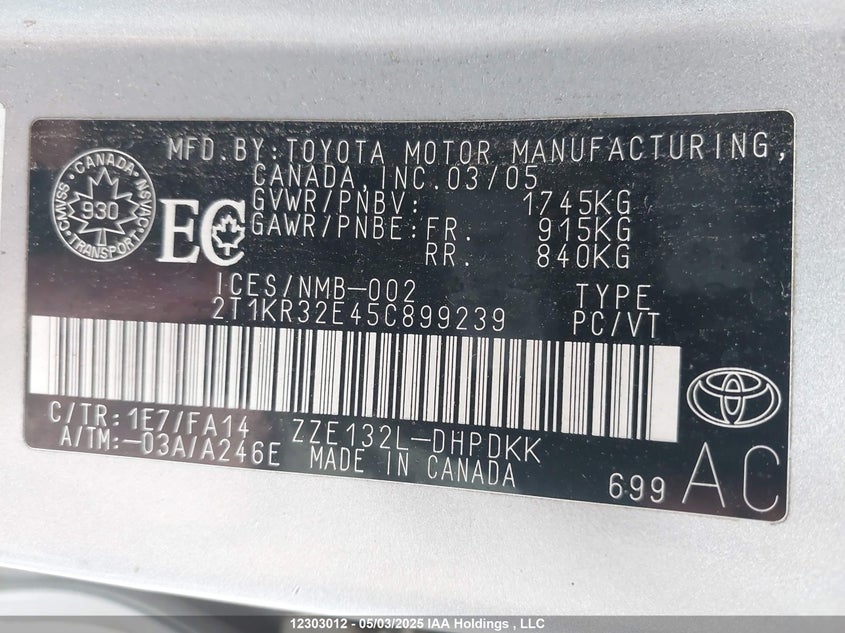 MFD.BY:TOYOTA MOTOR MANUFACTURING,
CANADA,INC.03/05
GVWR/PNBV: 1745KG
GAWR/PNBE:FR. 915KG
RR. 840KG
CANADA
CMVSS 930 NSVAC
TRANSPORT
EC
ICES/NMB-002 TYPE
2T1KR32E45C899239 PC/VT
C/TR:1E7/FA14 ZZE132L-DHPDKK
A/TM:-03A/A246E MADE IN CANADA
699 AC
12303012 - 05/03/2025 IAA Holdings , LLC